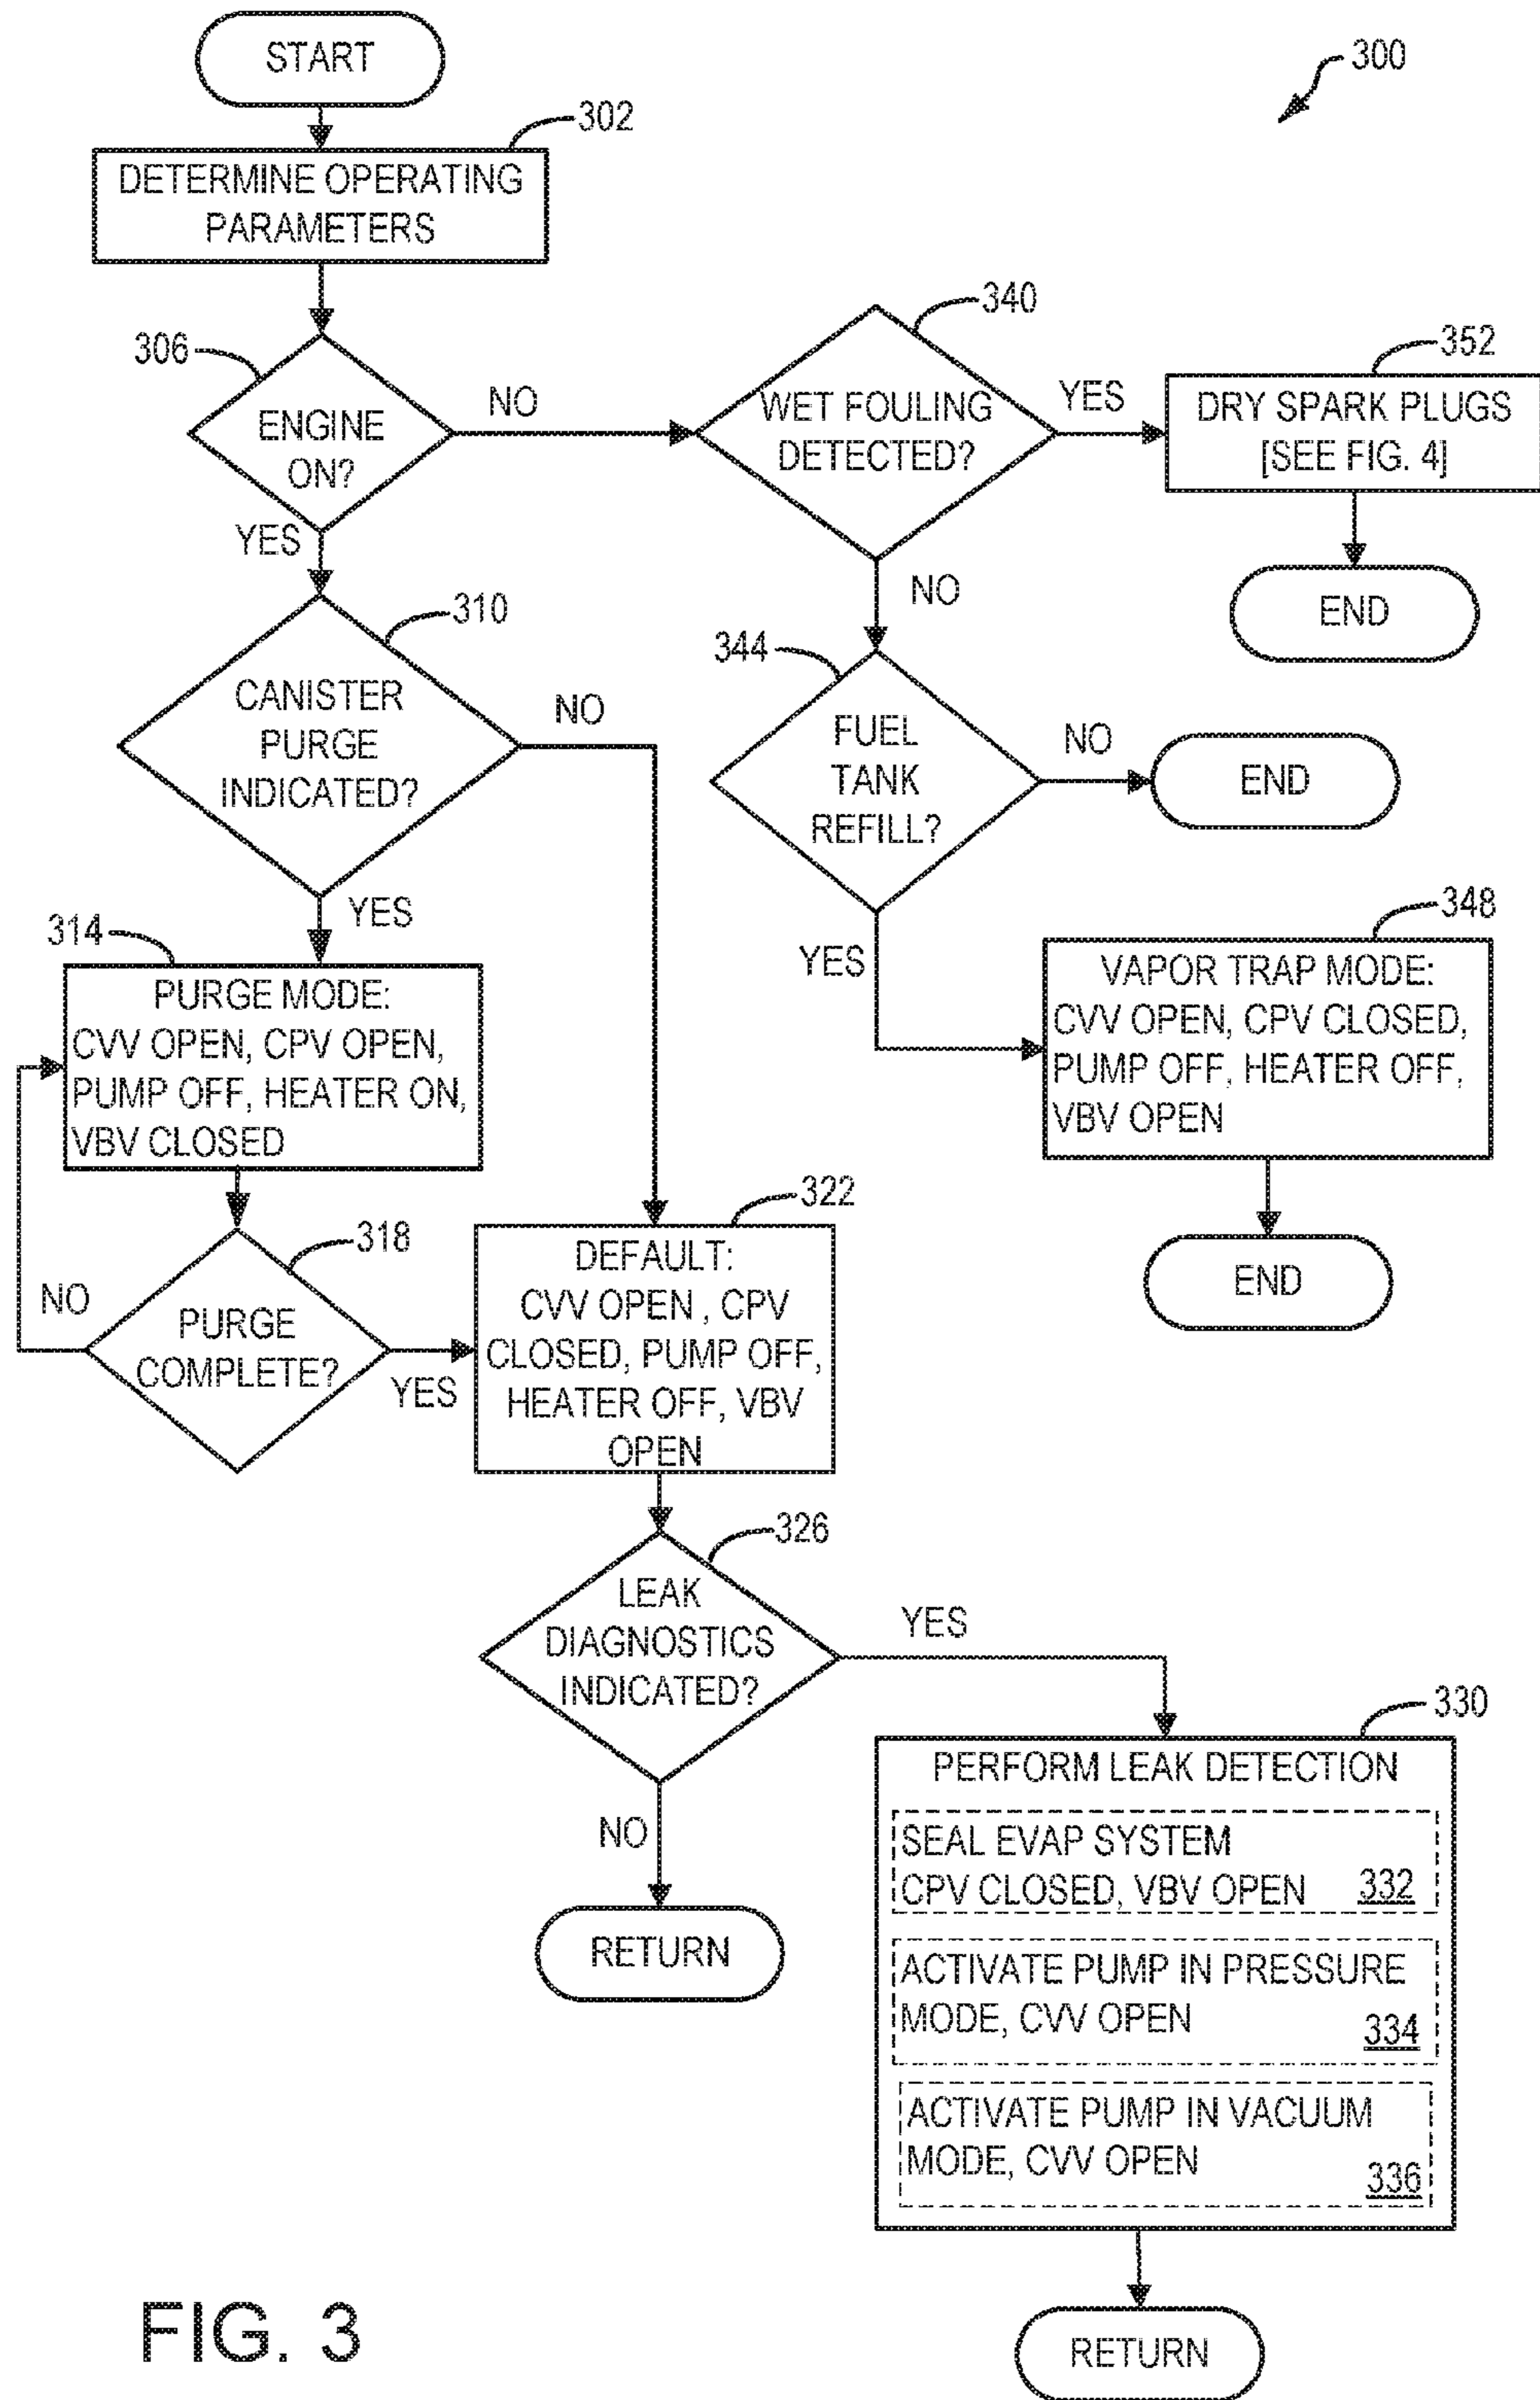 START
300
302
DETERMINE OPERATING
PARAMETERS
306
ENGINE
ON?
NO
YES
340
WET FOULING
DETECTED?
YES
352
DRY SPARK PLUGS
[SEE FIG. 4]
END
NO
310
CANISTER
PURGE
INDICATED?
NO
YES
344
FUEL
TANK
REFILL?
NO
END
YES
348
VAPOR TRAP MODE:
CVV OPEN, CPV CLOSED,
PUMP OFF, HEATER OFF,
VBV OPEN
END
314
PURGE MODE:
CVV OPEN, CPV OPEN,
PUMP OFF, HEATER ON,
VBV CLOSED
318
PURGE
COMPLETE?
NO
YES
322
DEFAULT:
CVV OPEN , CPV
CLOSED, PUMP OFF,
HEATER OFF, VBV
OPEN
326
LEAK
DIAGNOSTICS
INDICATED?
YES
NO
RETURN
330
PERFORM LEAK DETECTION
SEAL EVAP SYSTEM
CPV CLOSED, VBV OPEN 332
ACTIVATE PUMP IN PRESSURE
MODE, CVV OPEN 334
ACTIVATE PUMP IN VACUUM
MODE, CVV OPEN 336
RETURN
FIG. 3